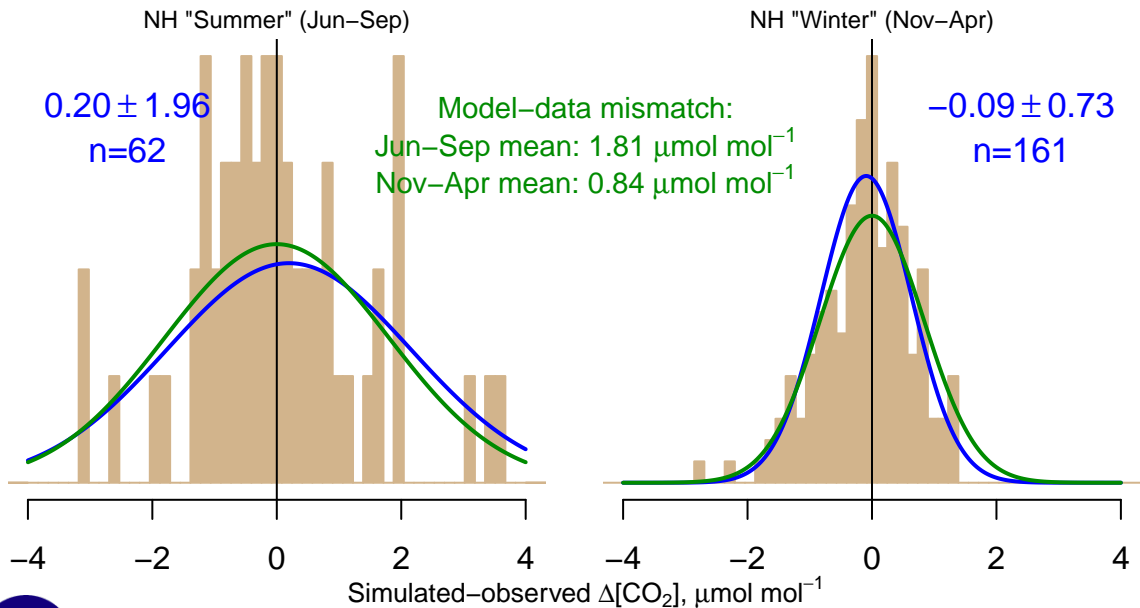 NH "Summer" (Jun−Sep)
NH "Winter" (Nov−Apr)
0.20 ± 1.96
n=62
Model−data mismatch:
Jun−Sep mean: 1.81 μmol mol⁻¹
Nov−Apr mean: 0.84 μmol mol⁻¹
−0.09 ± 0.73
n=161
−4 −2 0 2 4
−4 −2 0 2 4
Simulated−observed Δ[CO₂], μmol mol⁻¹